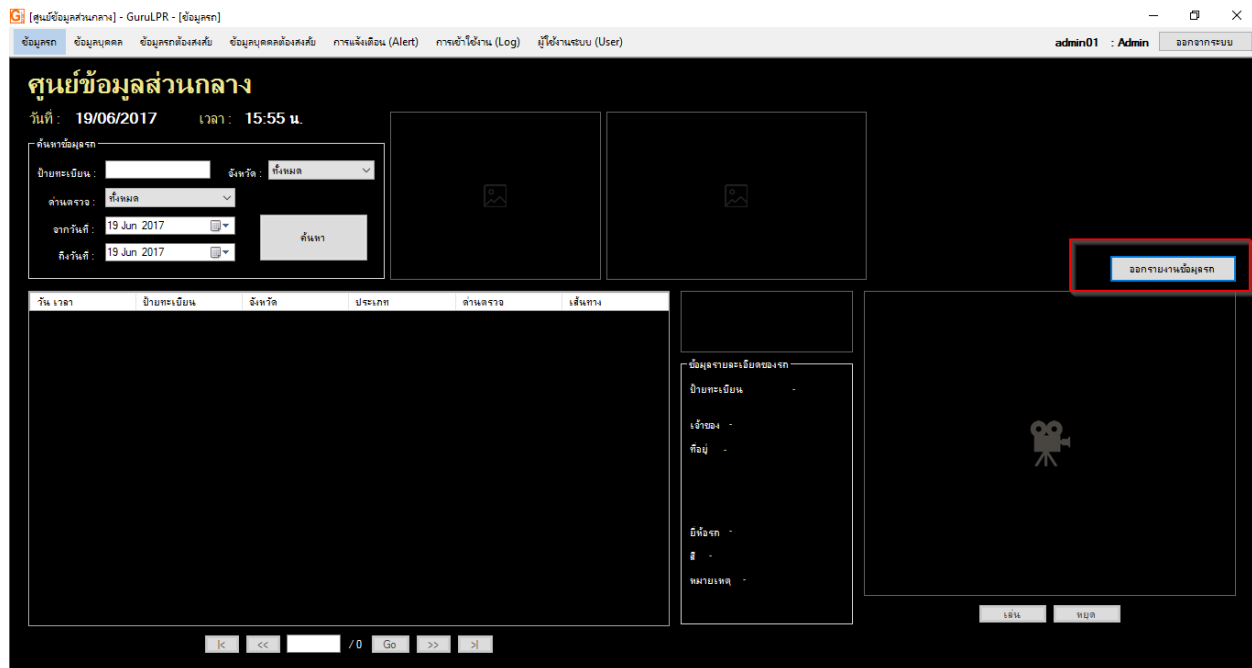 [ศูนย์ข้อมูลส่วนกลาง] - GuruLPR - [ข้อมูลรถ]
ข้อมูลรถ ข้อมูลบุคคล ข้อมูลรถต้องสงสัย ข้อมูลบุคคลต้องสงสัย การแจ้งเตือน (Alert) การเข้าใช้งาน (Log) ผู้ใช้งานระบบ (User) admin01 : Admin ออกจากระบบ
ศูนย์ข้อมูลส่วนกลาง
วันที่ : 19/06/2017 เวลา : 15:55 น.
ค้นหาข้อมูลรถ
ป้ายทะเบียน : จังหวัด : ทั้งหมด
ด่านตรวจ : ทั้งหมด
จากวันที่ : 19 Jun 2017
ค้นหา
ถึงวันที่ : 19 Jun 2017
ออกรายงานข้อมูลรถ
วัน เวลา ป้ายทะเบียน จังหวัด ประเภท ด่านตรวจ เส้นทาง
ข้อมูลรายละเอียดของรถ
ป้ายทะเบียน -
เจ้าของ -
ที่อยู่ -
ยี่ห้อรถ -
สี -
หมายเหตุ -
เล่น หยุด
|< << / 0 Go >> >|